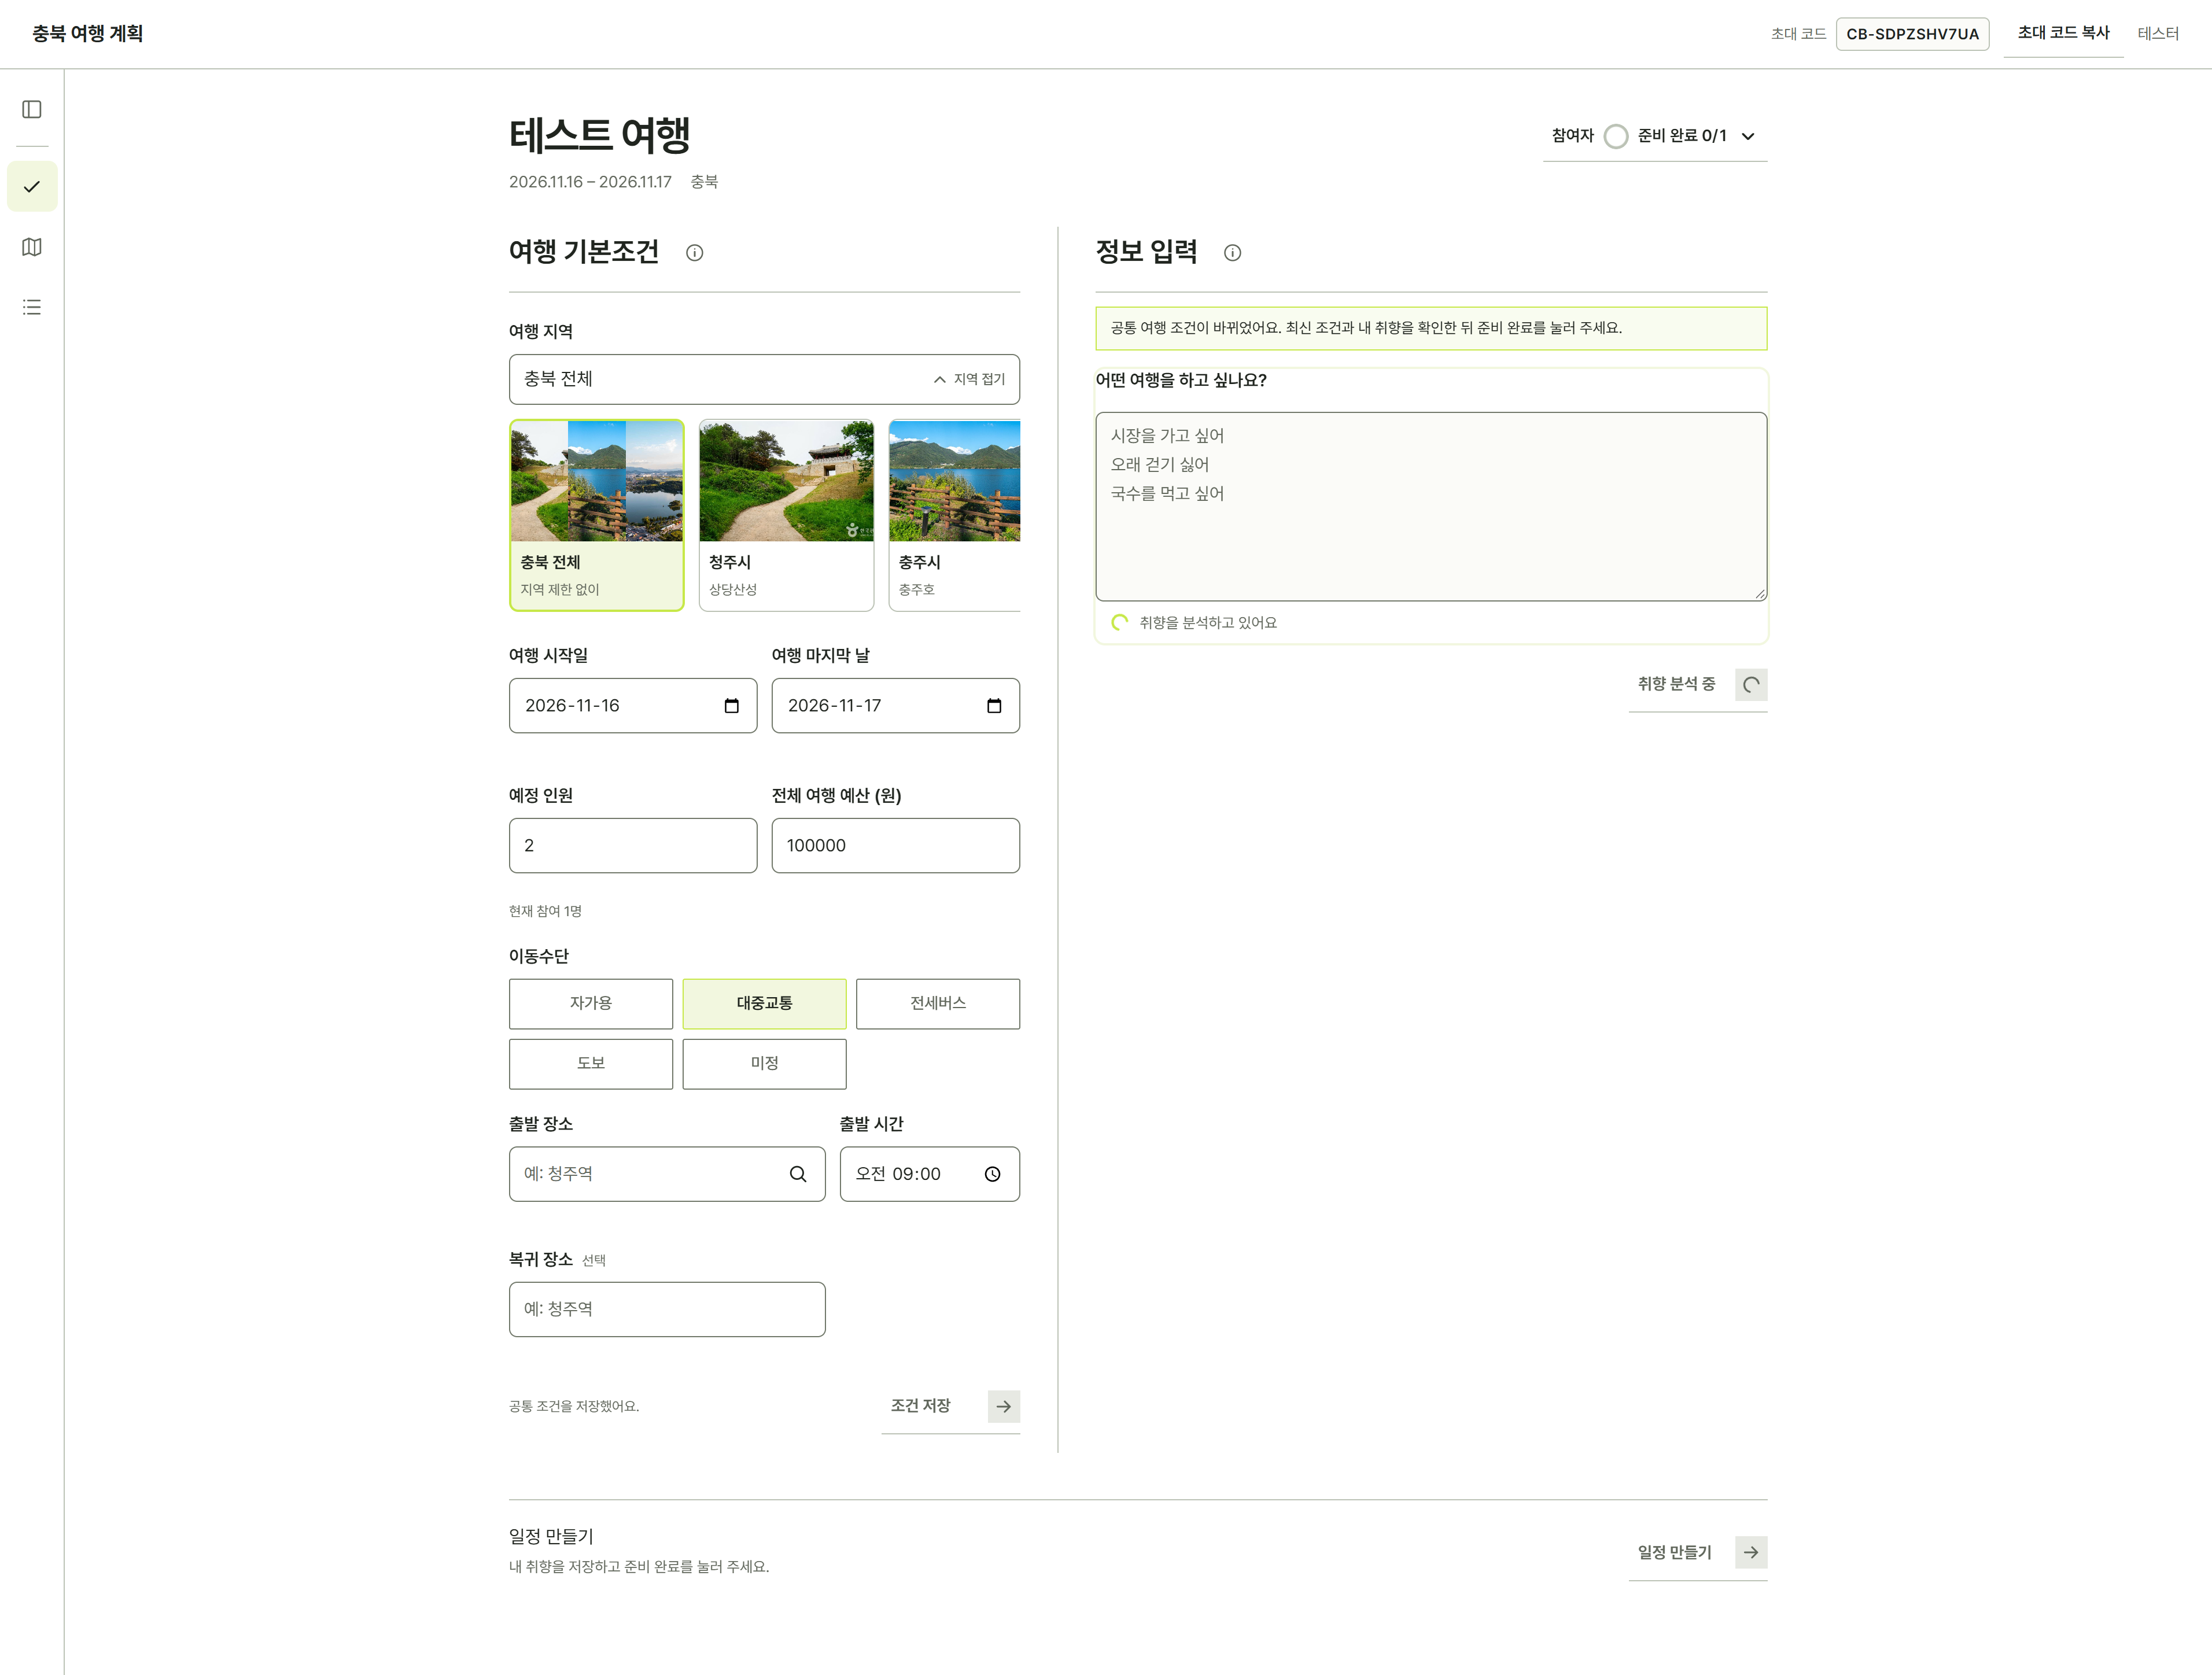 충북 여행 계획
초대 코드 CB-SDPZSHV7UA 초대 코드 복사 테스터
테스트 여행
참여자 준비 완료 0/1
2026.11.16 – 2026.11.17 충북
여행 기본조건
여행 지역
충북 전체 지역 접기
충북 전체
지역 제한 없이
청주시
상당산성
충주시
충주호
여행 시작일 여행 마지막 날
2026-11-16 2026-11-17
예정 인원 전체 여행 예산 (원)
2 100000
현재 참여 1명
이동수단
자가용 대중교통 전세버스
도보 미정
출발 장소 출발 시간
예: 청주역 오전 09:00
복귀 장소 선택
예: 청주역
공통 조건을 저장했어요. 조건 저장
정보 입력
공통 여행 조건이 바뀌었어요. 최신 조건과 내 취향을 확인한 뒤 준비 완료를 눌러 주세요.
어떤 여행을 하고 싶나요?
시장을 가고 싶어
오래 걷기 싫어
국수를 먹고 싶어
취향을 분석하고 있어요
취향 분석 중
일정 만들기
내 취향을 저장하고 준비 완료를 눌러 주세요.
일정 만들기